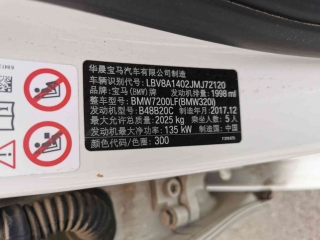 华晨宝马汽车有限公司制造
车辆识别代号: LBV8A1402JMJ72120
品牌: 宝马(BMW)牌 发动机排量: 1998 ml
整车型号: BMW7200LF(BMW320i)
发动机型号: B48B20C 制造年月: 2017.12
最大允许总质量: 2025 kg 乘坐人数: 5 人
发动机最大净功率: 135 kW 制造国: 中国
颜色代码/色圈: 300